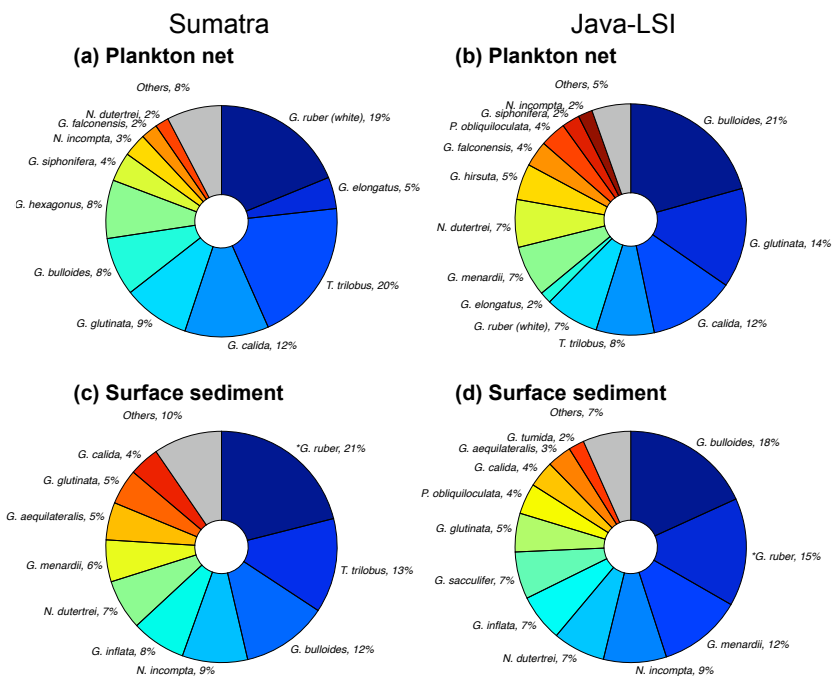 Sumatra
Java-LSI
(a) Plankton net
Others, 8%
N. dutertrei, 2%
G. falconensis, 2%
N. incompta, 3%
G. siphonifera, 4%
G. hexagonus, 8%
G. bulloides, 8%
G. glutinata, 9%
G. calida, 12%
T. trilobus, 20%
G. elongatus, 5%
G. ruber (white), 19%
(b) Plankton net
Others, 5%
N. incompta, 2%
G. siphonifera, 2%
P. obliquiloculata, 4%
G. falconensis, 4%
G. hirsuta, 5%
N. dutertrei, 7%
G. menardii, 7%
G. elongatus, 2%
G. ruber (white), 7%
T. trilobus, 8%
G. calida, 12%
G. glutinata, 14%
G. bulloides, 21%
(c) Surface sediment
Others, 10%
G. calida, 4%
G. glutinata, 5%
G. aequilateralis, 5%
G. menardii, 6%
N. dutertrei, 7%
G. inflata, 8%
N. incompta, 9%
G. bulloides, 12%
T. trilobus, 13%
*G. ruber, 21%
(d) Surface sediment
Others, 7%
G. tumida, 2%
G. aequilateralis, 3%
G. calida, 4%
P. obliquiloculata, 4%
G. glutinata, 5%
G. sacculifer, 7%
G. inflata, 7%
N. dutertrei, 7%
N. incompta, 9%
G. menardii, 12%
*G. ruber, 15%
G. bulloides, 18%